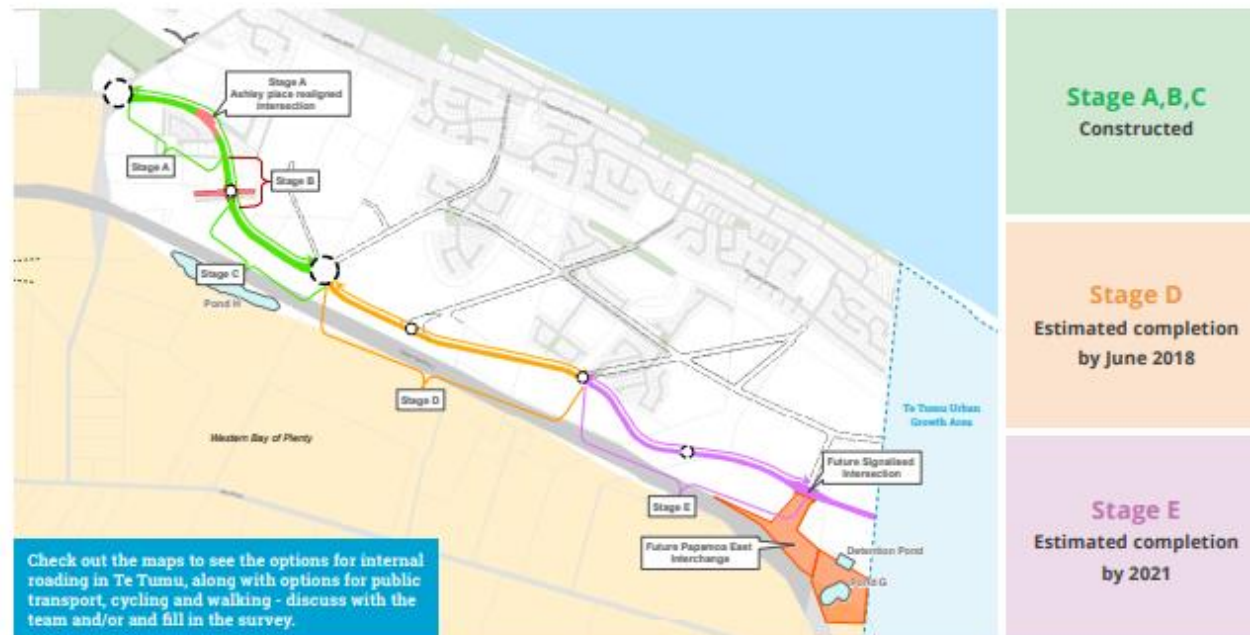 Stage A
Ashley place realigned
intersection
Stage A
Stage B
Stage C
Pond H
Stage D
Western Bay of Plenty
Te Tumu Urban
Growth Area
Future Signalised
Intersection
Stage E
Future Papamoa East
Interchange
Detention Pond
Pond G
Check out the maps to see the options for internal
roading in Te Tumu, along with options for public
transport, cycling and walking - discuss with the
team and/or and fill in the survey.
Stage A,B,C
Constructed
Stage D
Estimated completion
by June 2018
Stage E
Estimated completion
by 2021